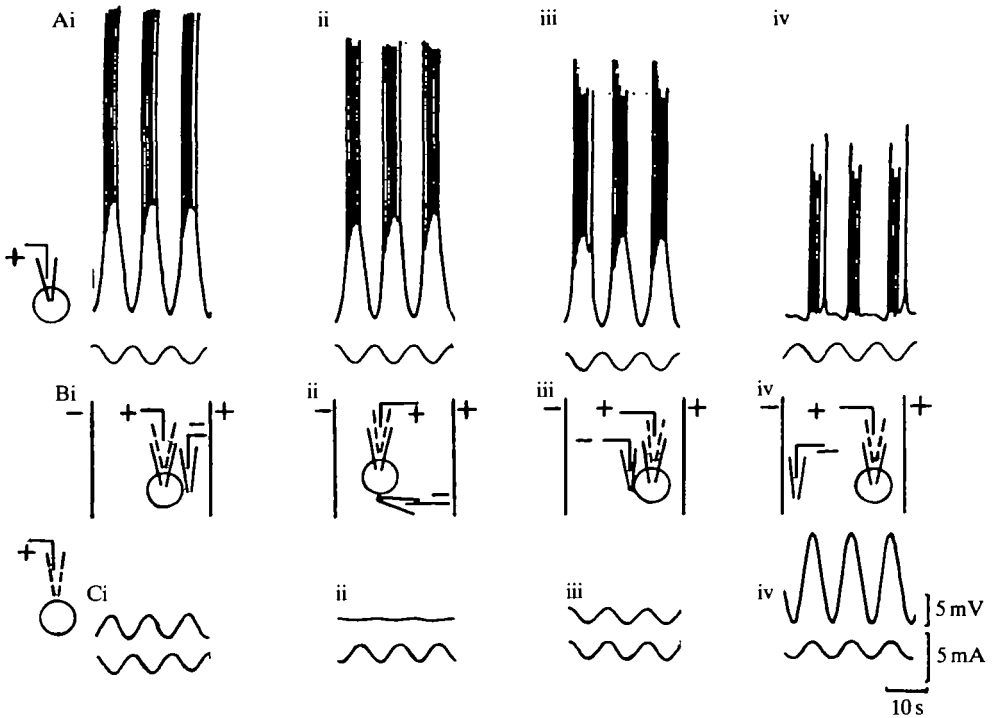 Ai ii iii iv
+
Bi ii iii iv
− + − + − + + − − + − + − + − +
+
Ci ii iii iv
5 mV
5 mA
10 s